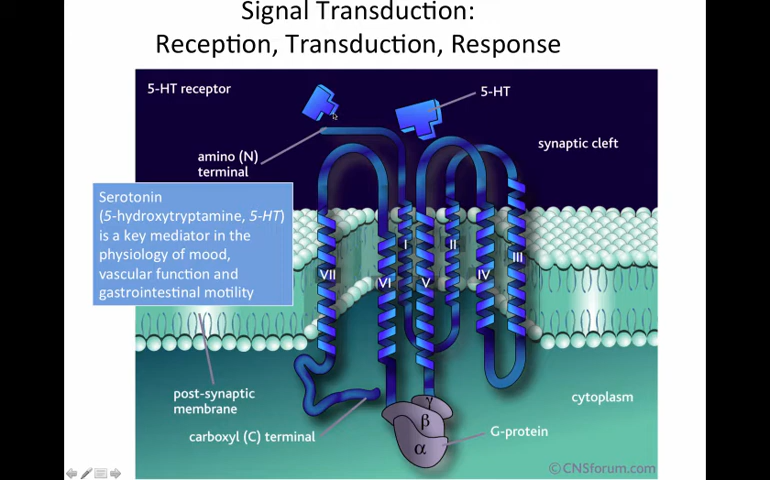 Signal Transduction:
Reception, Transduction, Response
5-HT receptor
5-HT
synaptic cleft
amino (N)
terminal
Serotonin
(5-hydroxytryptamine, 5-HT)
is a key mediator in the
physiology of mood,
vascular function and
gastrointestinal motility
I
II
III
IV
V
VI
VII
post-synaptic
membrane
cytoplasm
carboxyl (C) terminal
γ
β
α
G-protein
©CNSforum.com